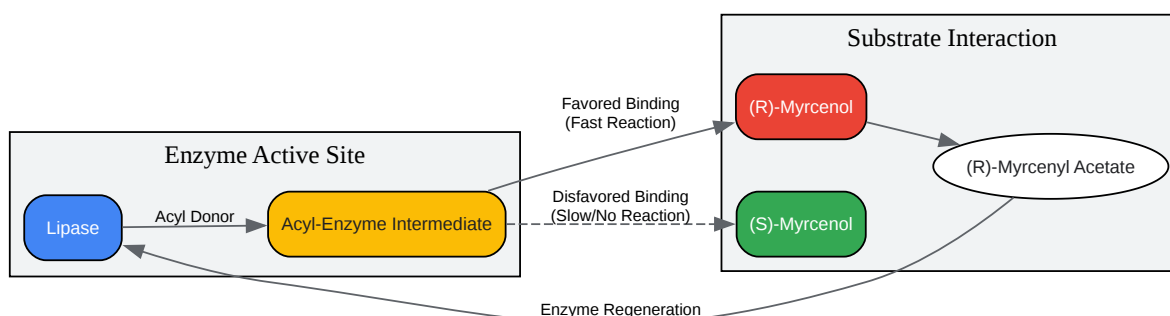 Substrate Interaction
(R)-Myrcenol
Favored Binding
(Fast Reaction)
Enzyme Active Site
(R)-Myrcenyl Acetate
Lipase
Acyl Donor
Acyl-Enzyme Intermediate
Disfavored Binding
(Slow/No Reaction)
(S)-Myrcenol
Enzyme Regeneration